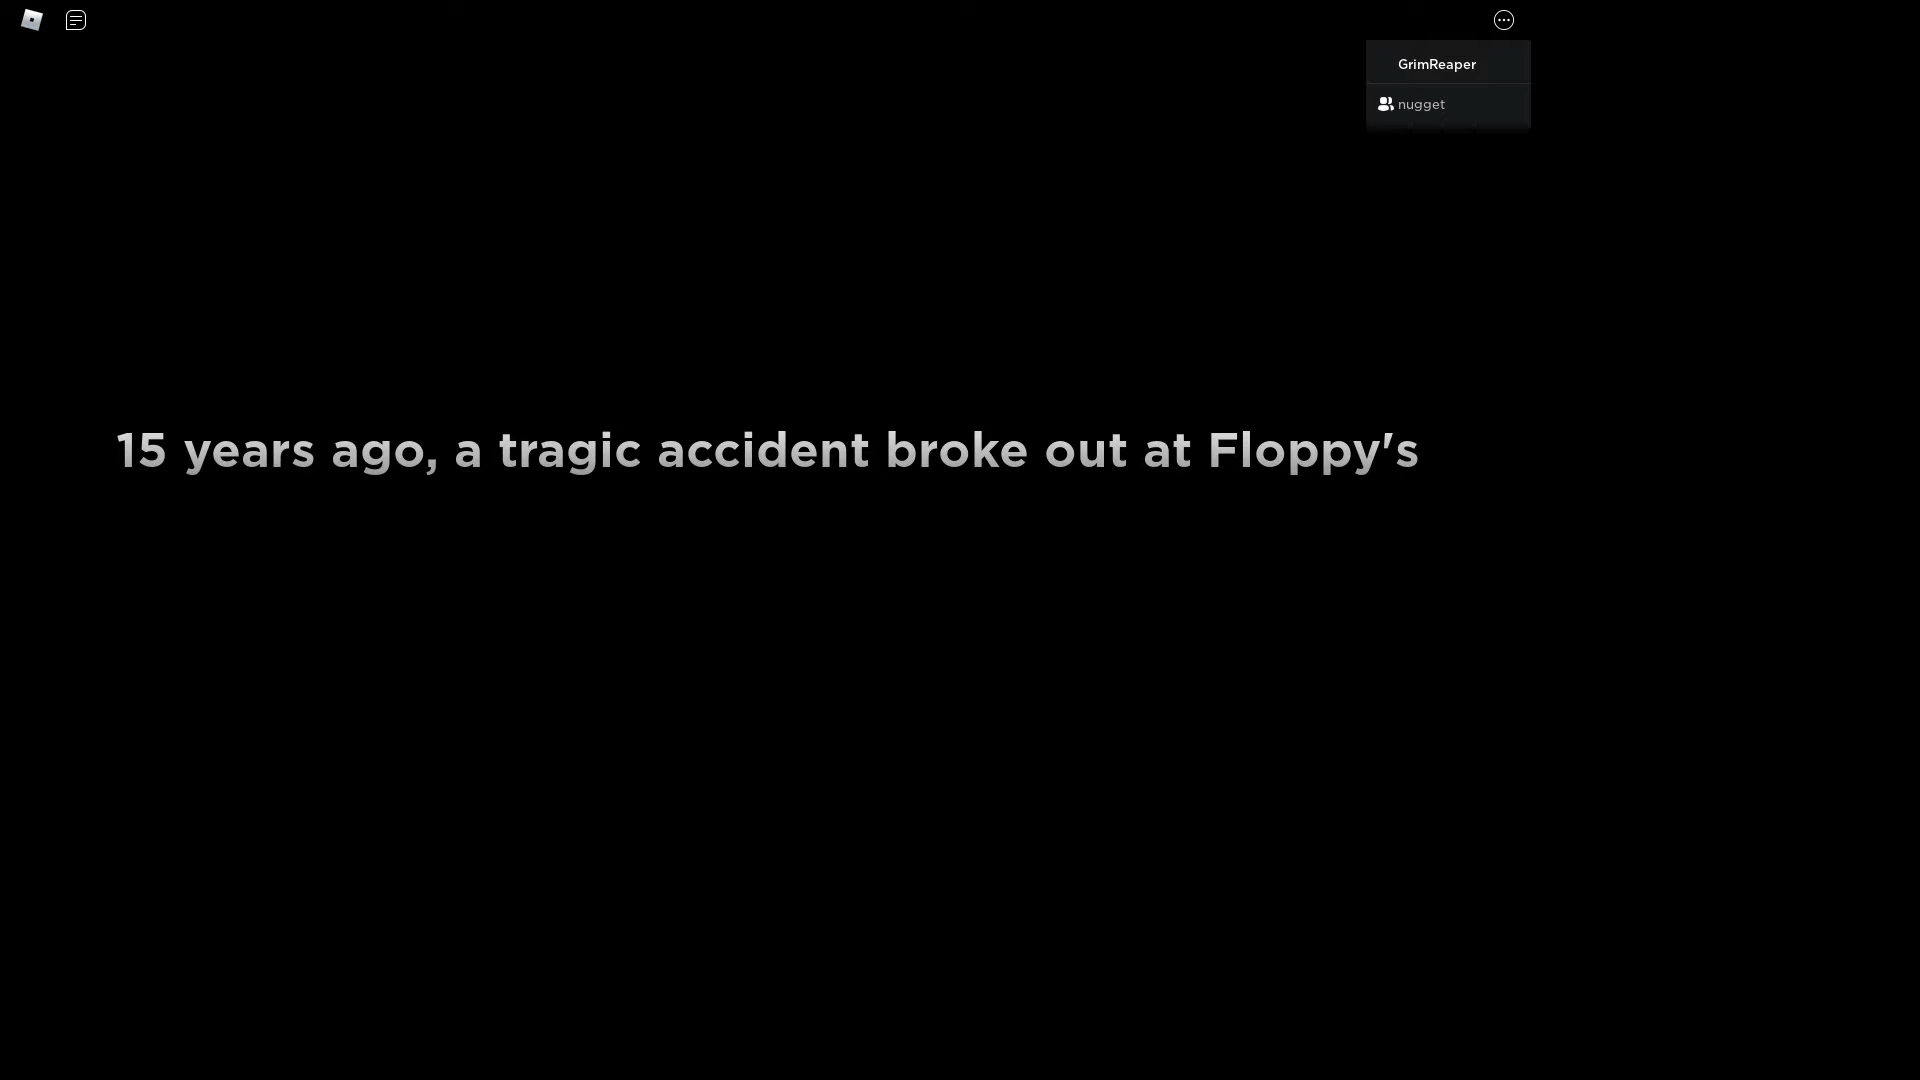 GrimReaper
nugget
15 years ago, a tragic accident broke out at Floppy's